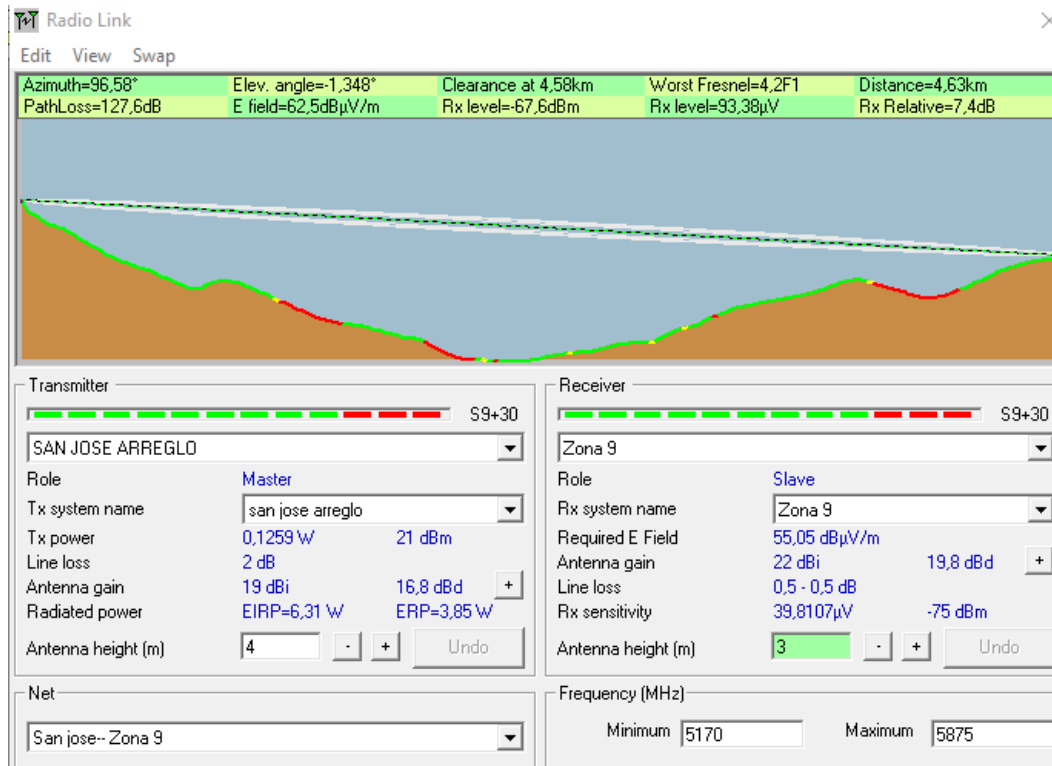 Radio Link
Edit View Swap
Azimuth=96,58° Elev. angle=-1,348° Clearance at 4,58km Worst Fresnel=4,2F1 Distance=4,63km
PathLoss=127,6dB E field=62,5dBµV/m Rx level=-67,6dBm Rx level=93,38µV Rx Relative=7,4dB
Transmitter
S9+30
SAN JOSE ARREGLO
Role Master
Tx system name san jose arreglo
Tx power 0,1259 W 21 dBm
Line loss 2 dB
Antenna gain 19 dBi 16,8 dBd +
Radiated power EIRP=6,31 W ERP=3,85 W
Antenna height (m) 4 - + Undo
Receiver
S9+30
Zona 9
Role Slave
Rx system name Zona 9
Required E Field 55,05 dBµV/m
Antenna gain 22 dBi 19,8 dBd +
Line loss 0,5 - 0,5 dB
Rx sensitivity 39,8107µV -75 dBm
Antenna height (m) 3 - + Undo
Net
San jose-- Zona 9
Frequency (MHz)
Minimum 5170 Maximum 5875